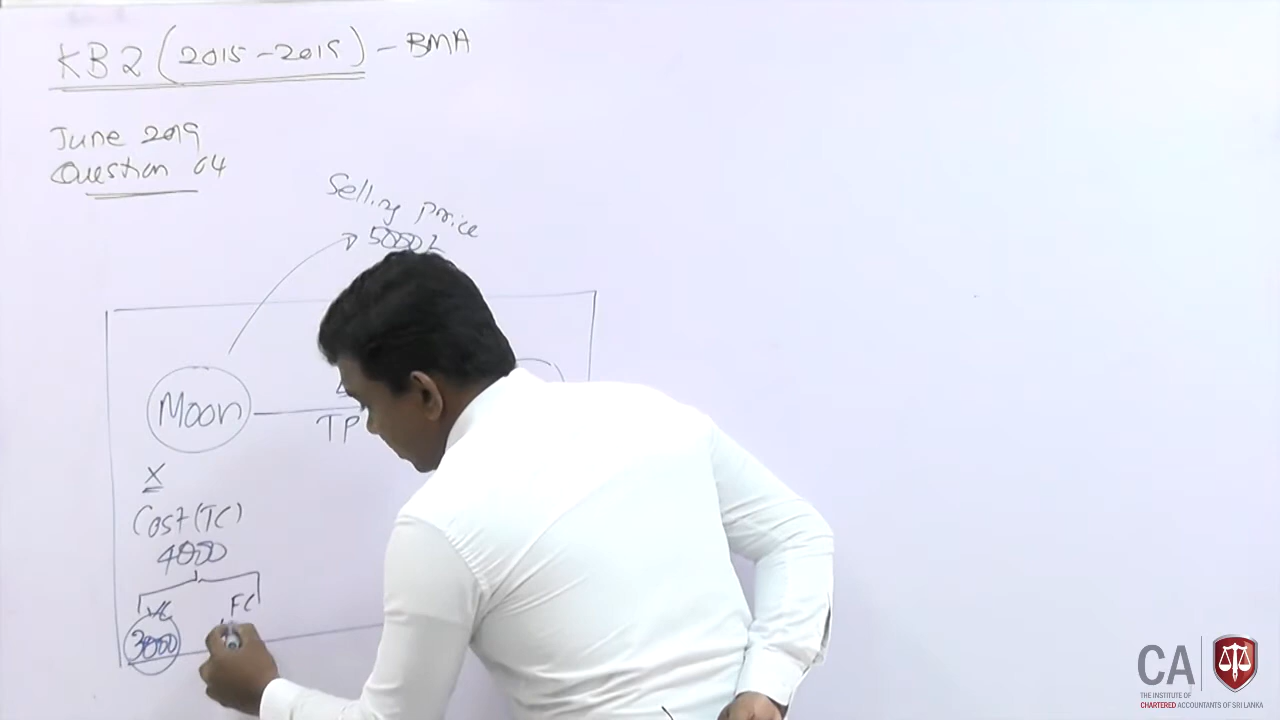 KB2 (2015-2019) - BMA
June 2019
Question 04
Selling price
5000
Moon
TP
X
Cost (TC)
4000
VC FC
3000
CA
THE INSTITUTE OF
CHARTERED ACCOUNTANTS OF SRI LANKA